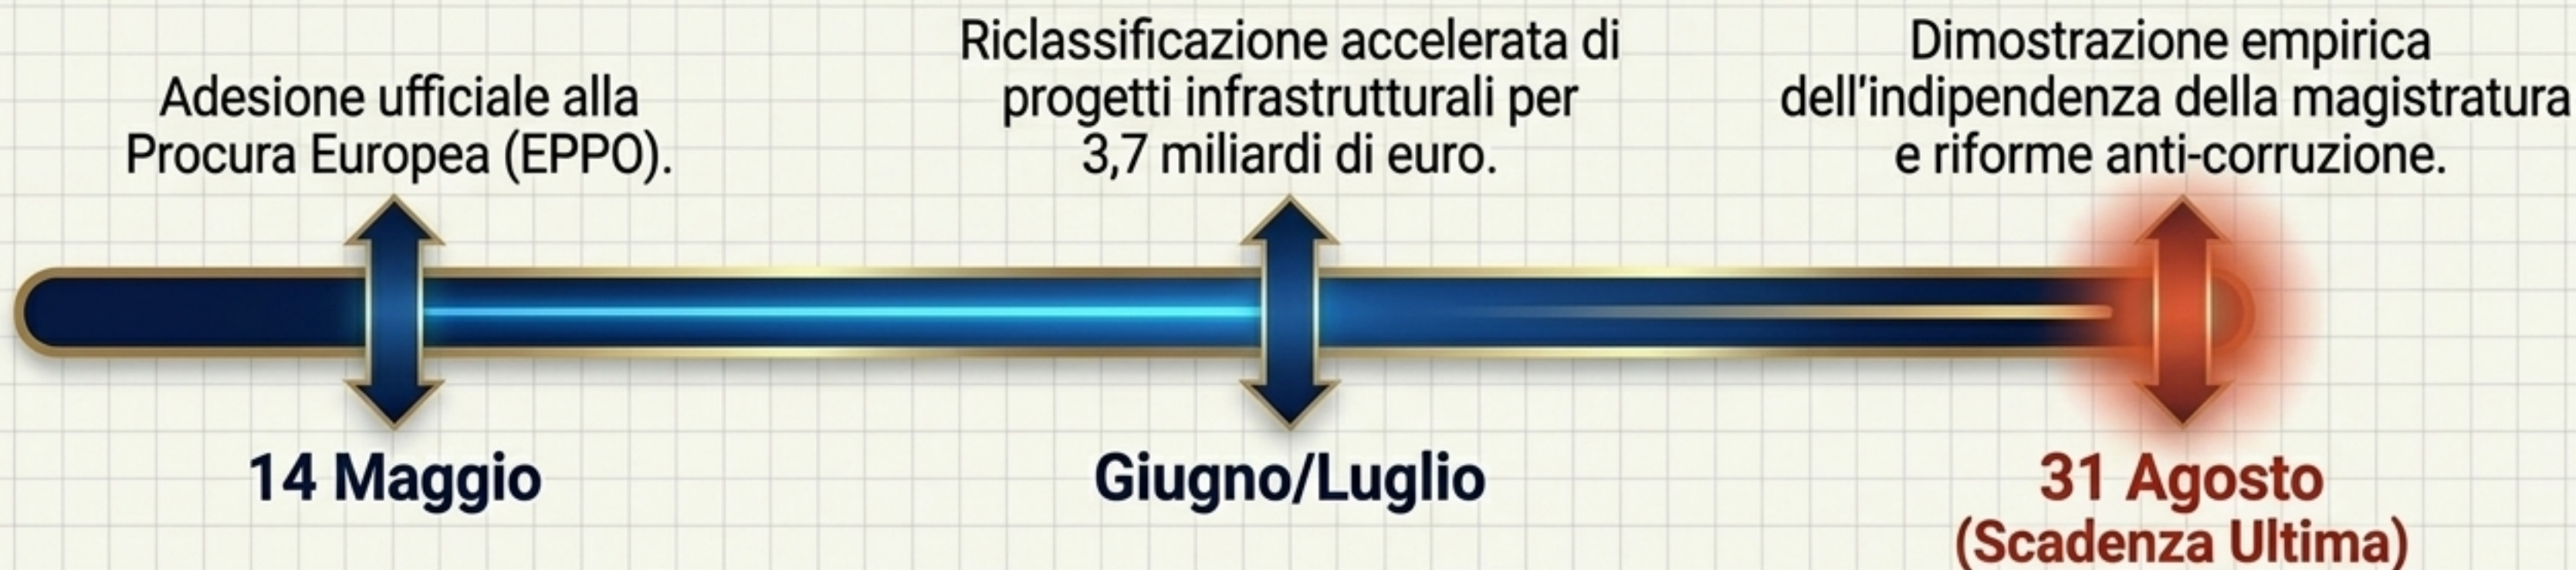 Adesione ufficiale alla
Procura Europea (EPPO).
14 Maggio
Riclassificazione accelerata di
progetti infrastrutturali per
3,7 miliardi di euro.
Giugno/Luglio
Dimostrazione empirica
dell'indipendenza della magistratura
e riforme anti-corruzione.
31 Agosto
(Scadenza Ultima)